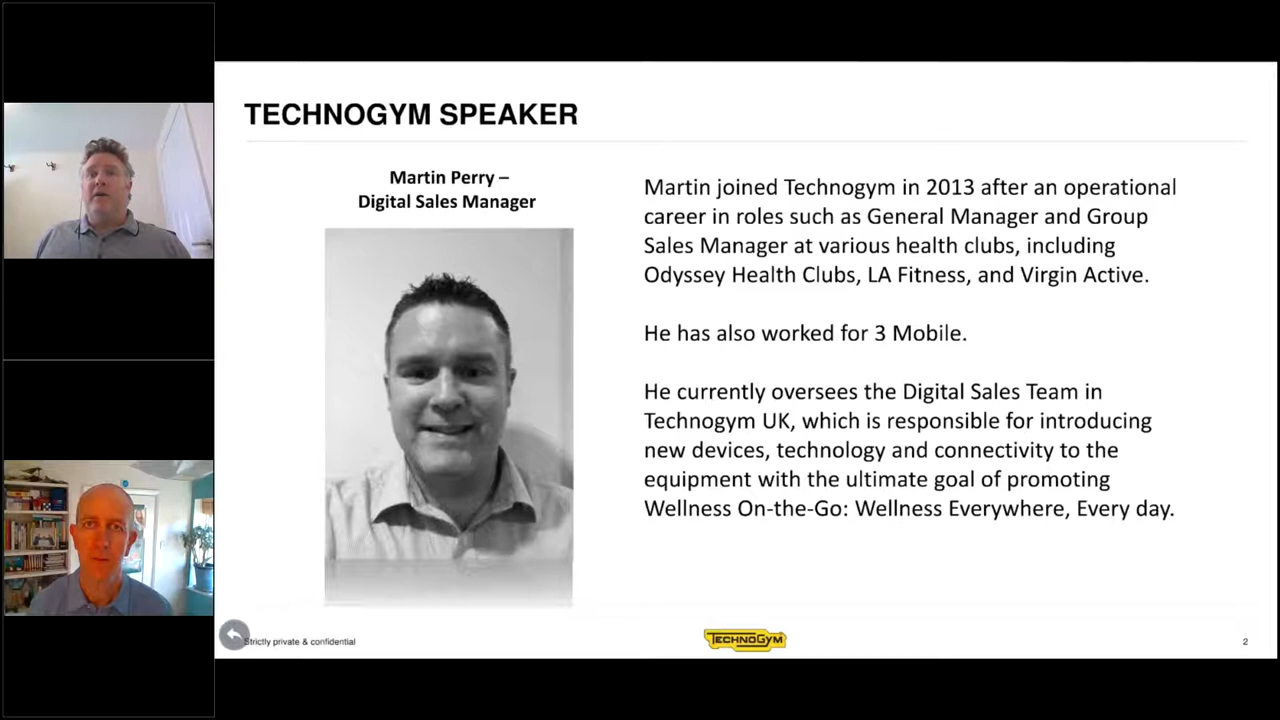 TECHNOGYM SPEAKER
Martin Perry –
Digital Sales Manager
Martin joined Technogym in 2013 after an operational
career in roles such as General Manager and Group
Sales Manager at various health clubs, including
Odyssey Health Clubs, LA Fitness, and Virgin Active.
He has also worked for 3 Mobile.
He currently oversees the Digital Sales Team in
Technogym UK, which is responsible for introducing
new devices, technology and connectivity to the
equipment with the ultimate goal of promoting
Wellness On-the-Go: Wellness Everywhere, Every day.
Strictly private & confidential
TECHNOGYM
2